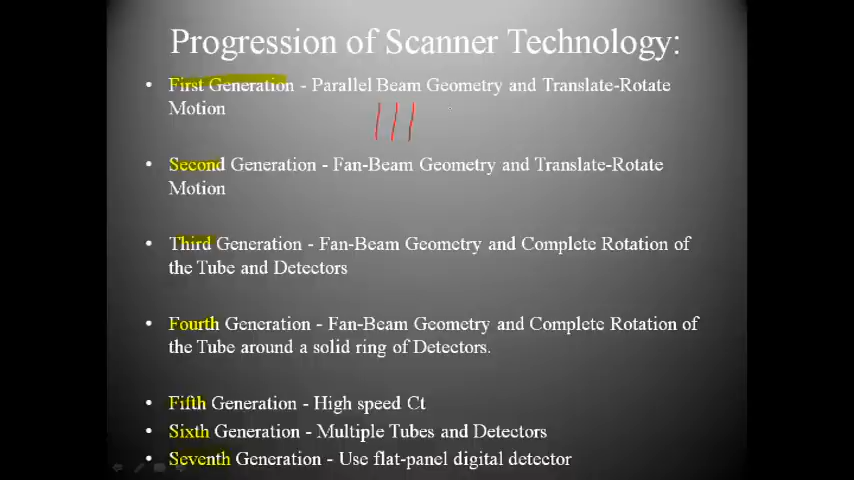 Progression of Scanner Technology:
• First Generation - Parallel Beam Geometry and Translate-Rotate
Motion
• Second Generation - Fan-Beam Geometry and Translate-Rotate
Motion
• Third Generation - Fan-Beam Geometry and Complete Rotation of
the Tube and Detectors
• Fourth Generation - Fan-Beam Geometry and Complete Rotation of
the Tube around a solid ring of Detectors.
• Fifth Generation - High speed Ct
• Sixth Generation - Multiple Tubes and Detectors
• Seventh Generation - Use flat-panel digital detector